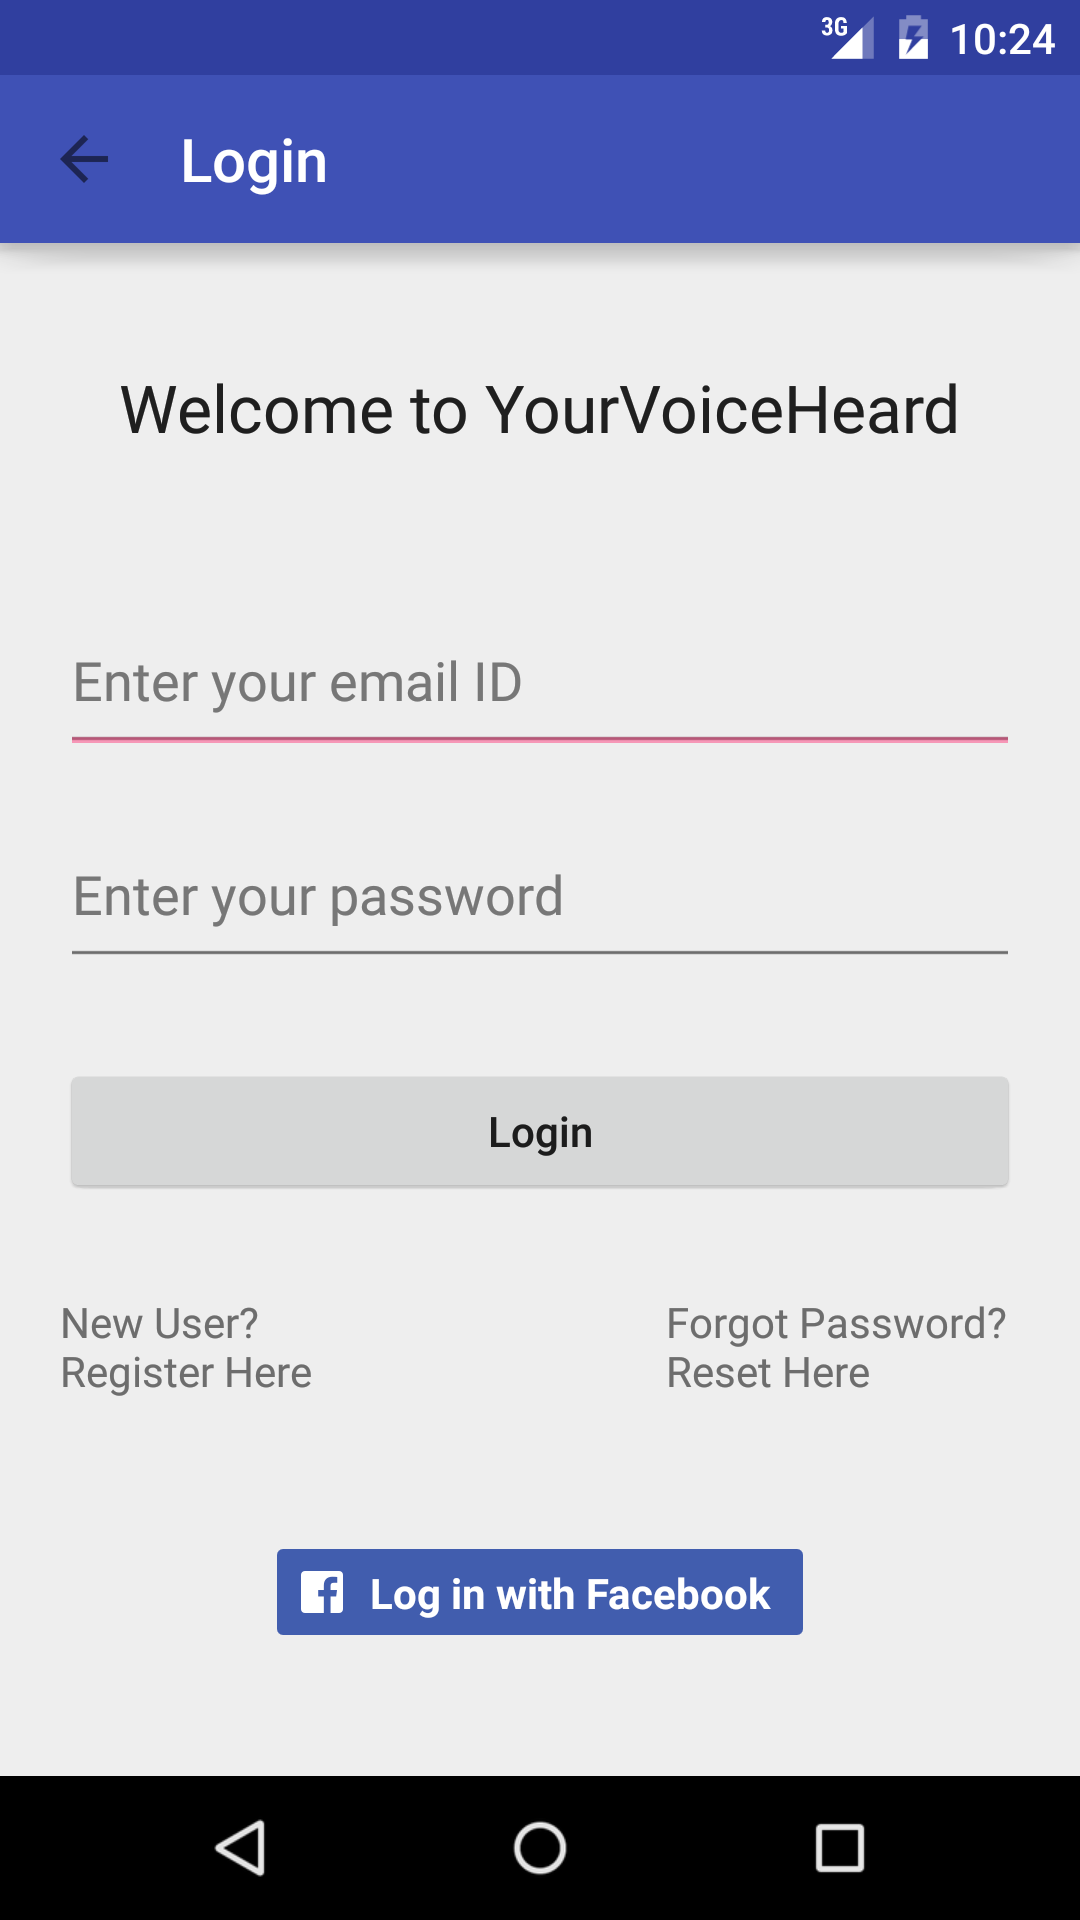 3G 10:24
Login
Welcome to YourVoiceHeard
Enter your email ID
Enter your password
Login
New User?
Register Here
Forgot Password?
Reset Here
Log in with Facebook